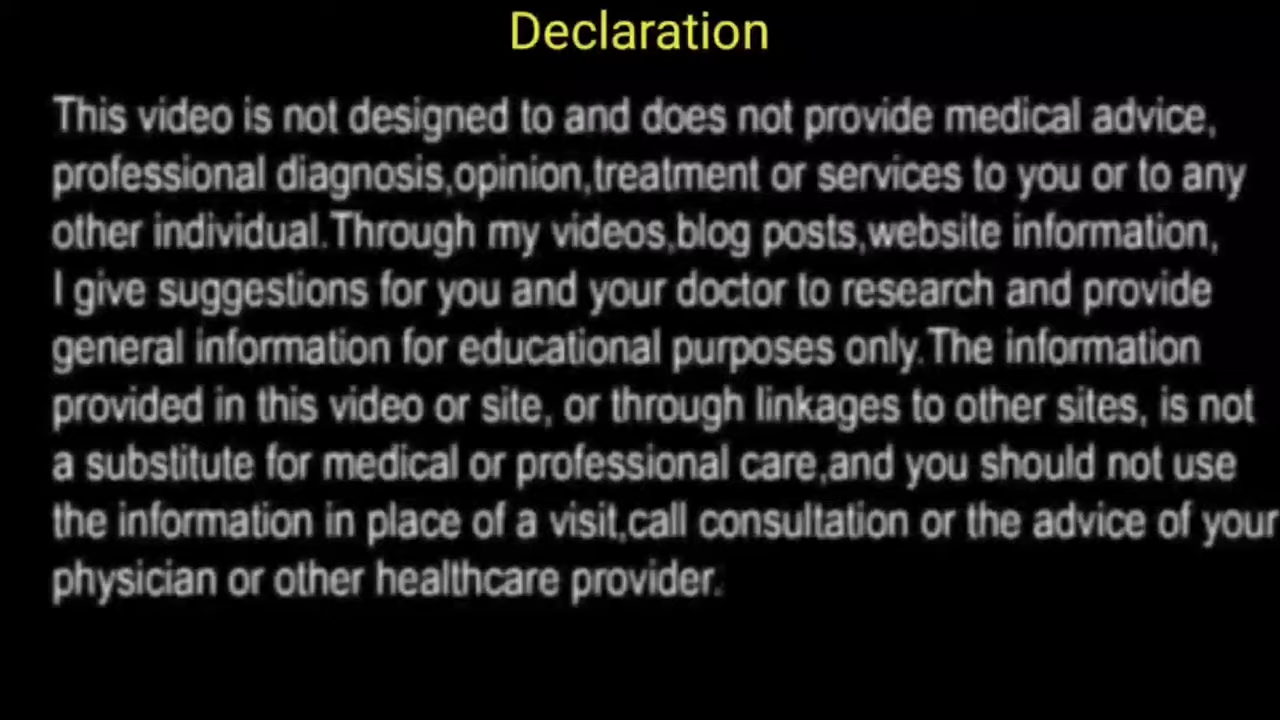 Declaration
This video is not designed to and does not provide medical advice,
professional diagnosis,opinion,treatment or services to you or to any
other individual.Through my videos,blog posts,website information,
I give suggestions for you and your doctor to research and provide
general information for educational purposes only.The information
provided in this video or site, or through linkages to other sites, is not
a substitute for medical or professional care,and you should not use
the information in place of a visit,call consultation or the advice of your
physician or other healthcare provider.